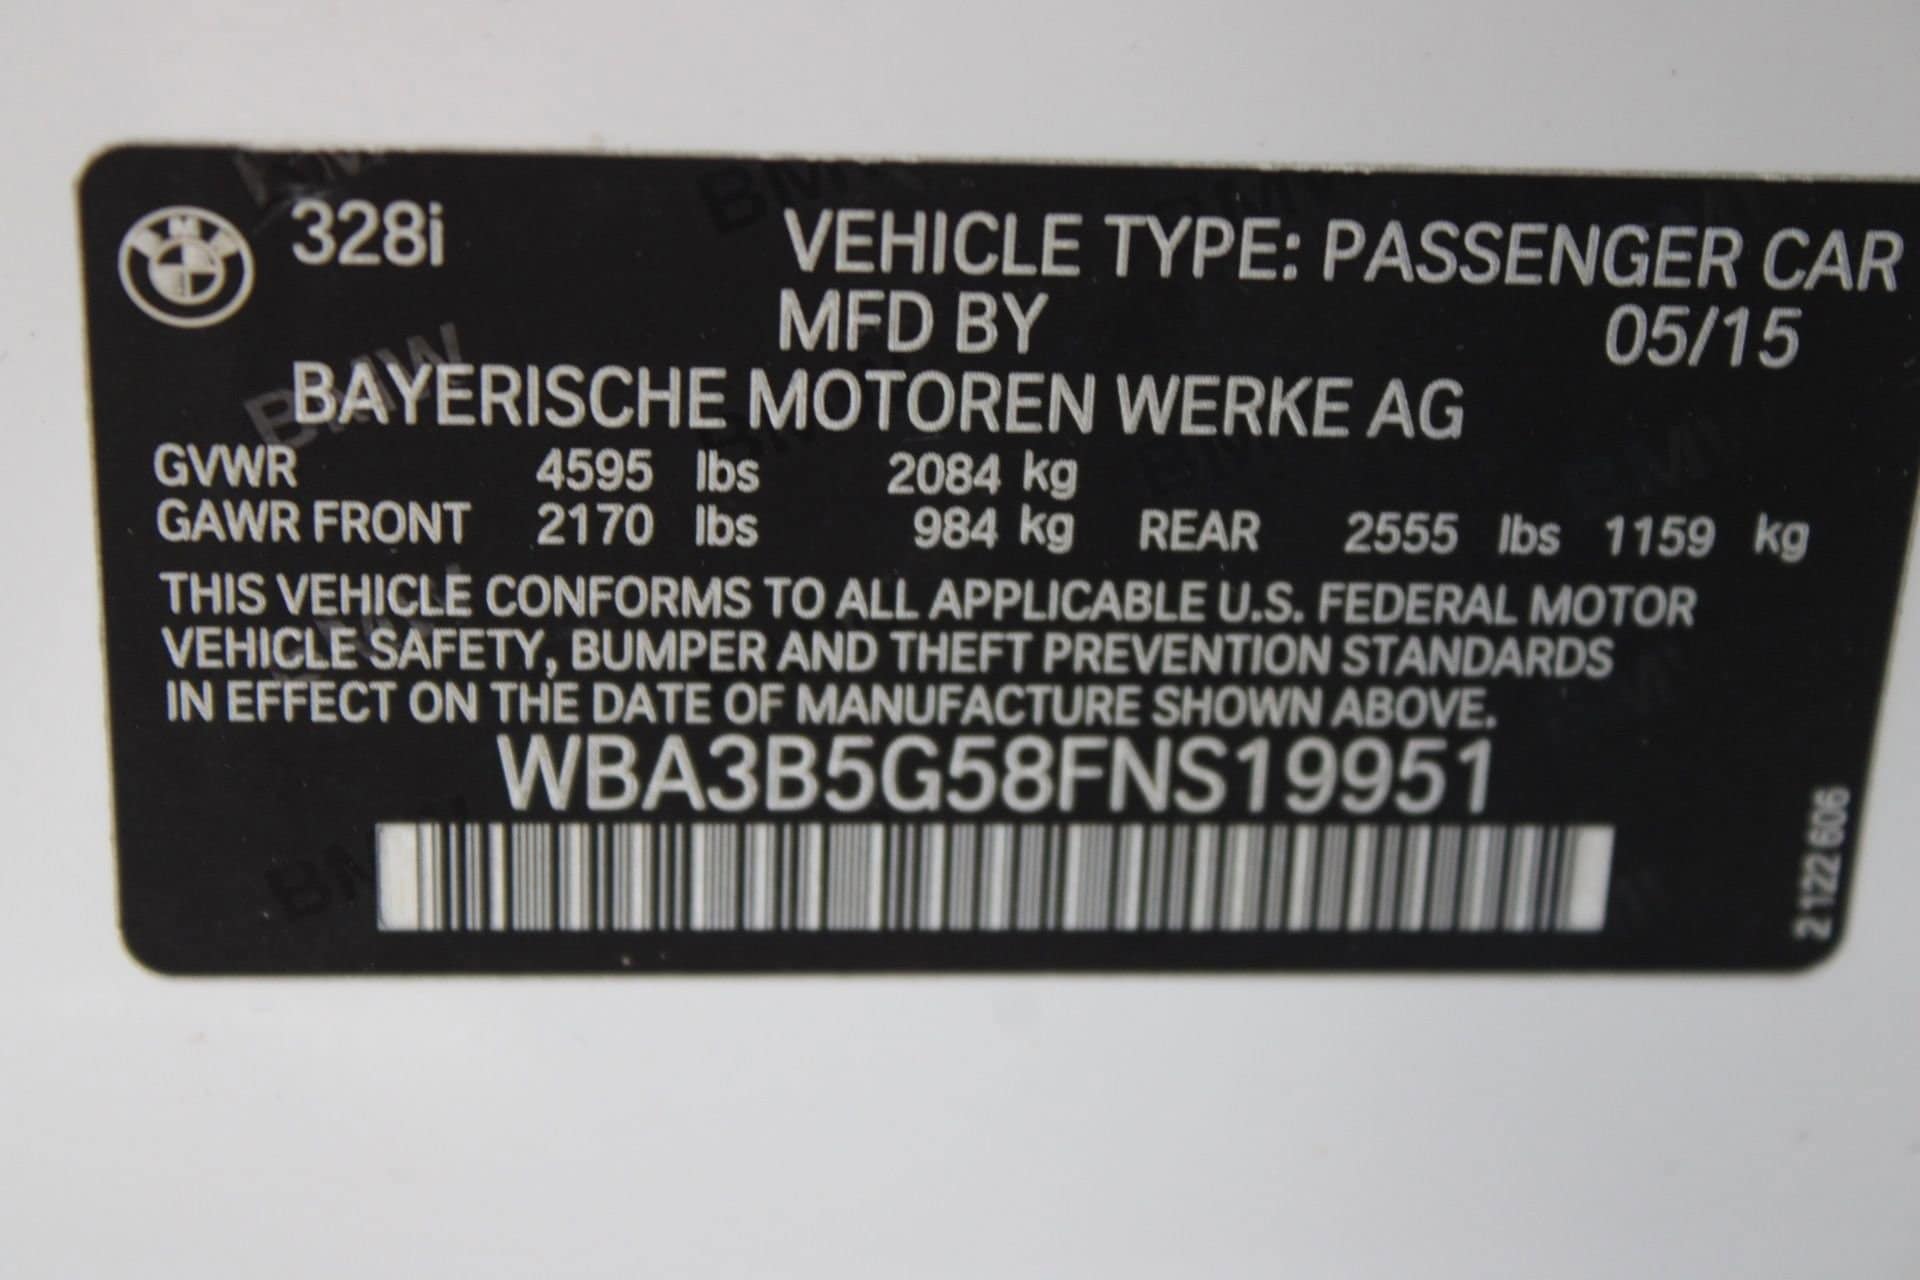 BMW 328i VEHICLE TYPE: PASSENGER CAR
MFD BY 05/15
BAYERISCHE MOTOREN WERKE AG
GVWR 4595 lbs 2084 kg
GAWR FRONT 2170 lbs 984 kg REAR 2555 lbs 1159 kg
THIS VEHICLE CONFORMS TO ALL APPLICABLE U.S. FEDERAL MOTOR
VEHICLE SAFETY, BUMPER AND THEFT PREVENTION STANDARDS
IN EFFECT ON THE DATE OF MANUFACTURE SHOWN ABOVE.
WBA3B5G58FNS19951
2 122 606